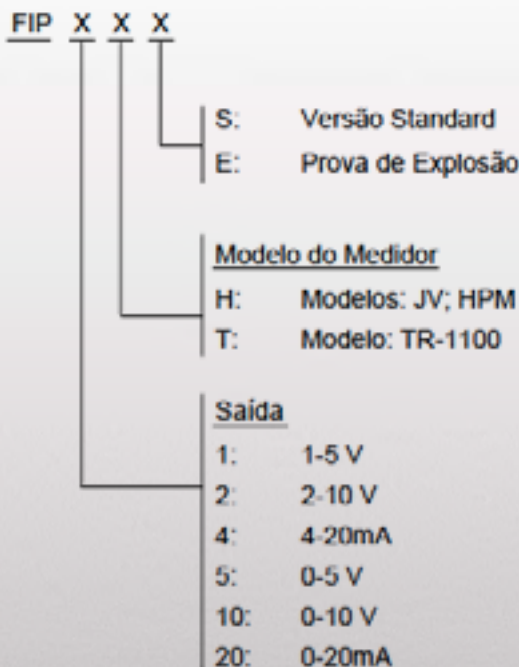 FIP X X X
S: Versão Standard
E: Prova de Explosão
Modelo do Medidor
H: Modelos: JV; HPM
T: Modelo: TR-1100
Saída
1: 1-5 V
2: 2-10 V
4: 4-20mA
5: 0-5 V
10: 0-10 V
20: 0-20mA